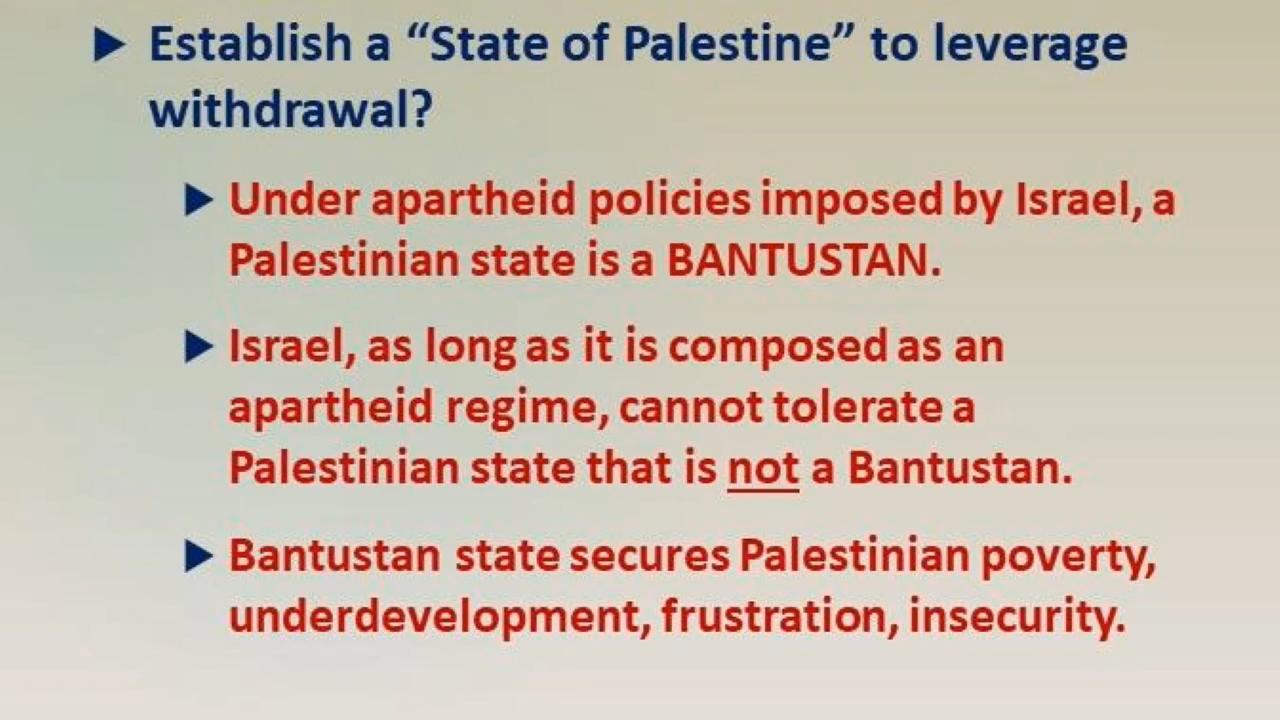 Establish a “State of Palestine” to leverage
withdrawal?
Under apartheid policies imposed by Israel, a
Palestinian state is a BANTUSTAN.
Israel, as long as it is composed as an
apartheid regime, cannot tolerate a
Palestinian state that is not a Bantustan.
Bantustan state secures Palestinian poverty,
underdevelopment, frustration, insecurity.